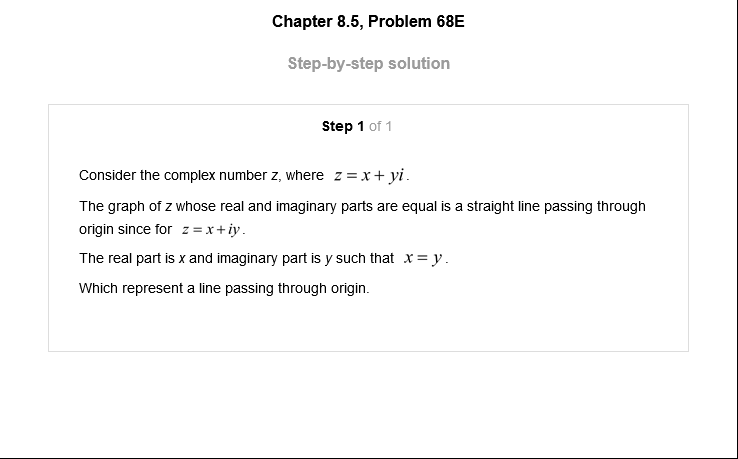 Chapter 8.5, Problem 68E
Step-by-step solution
Step 1 of 1
Consider the complex number z, where z = x + yi.
The graph of z whose real and imaginary parts are equal is a straight line passing through
origin since for z = x + iy.
The real part is x and imaginary part is y such that x = y.
Which represent a line passing through origin.